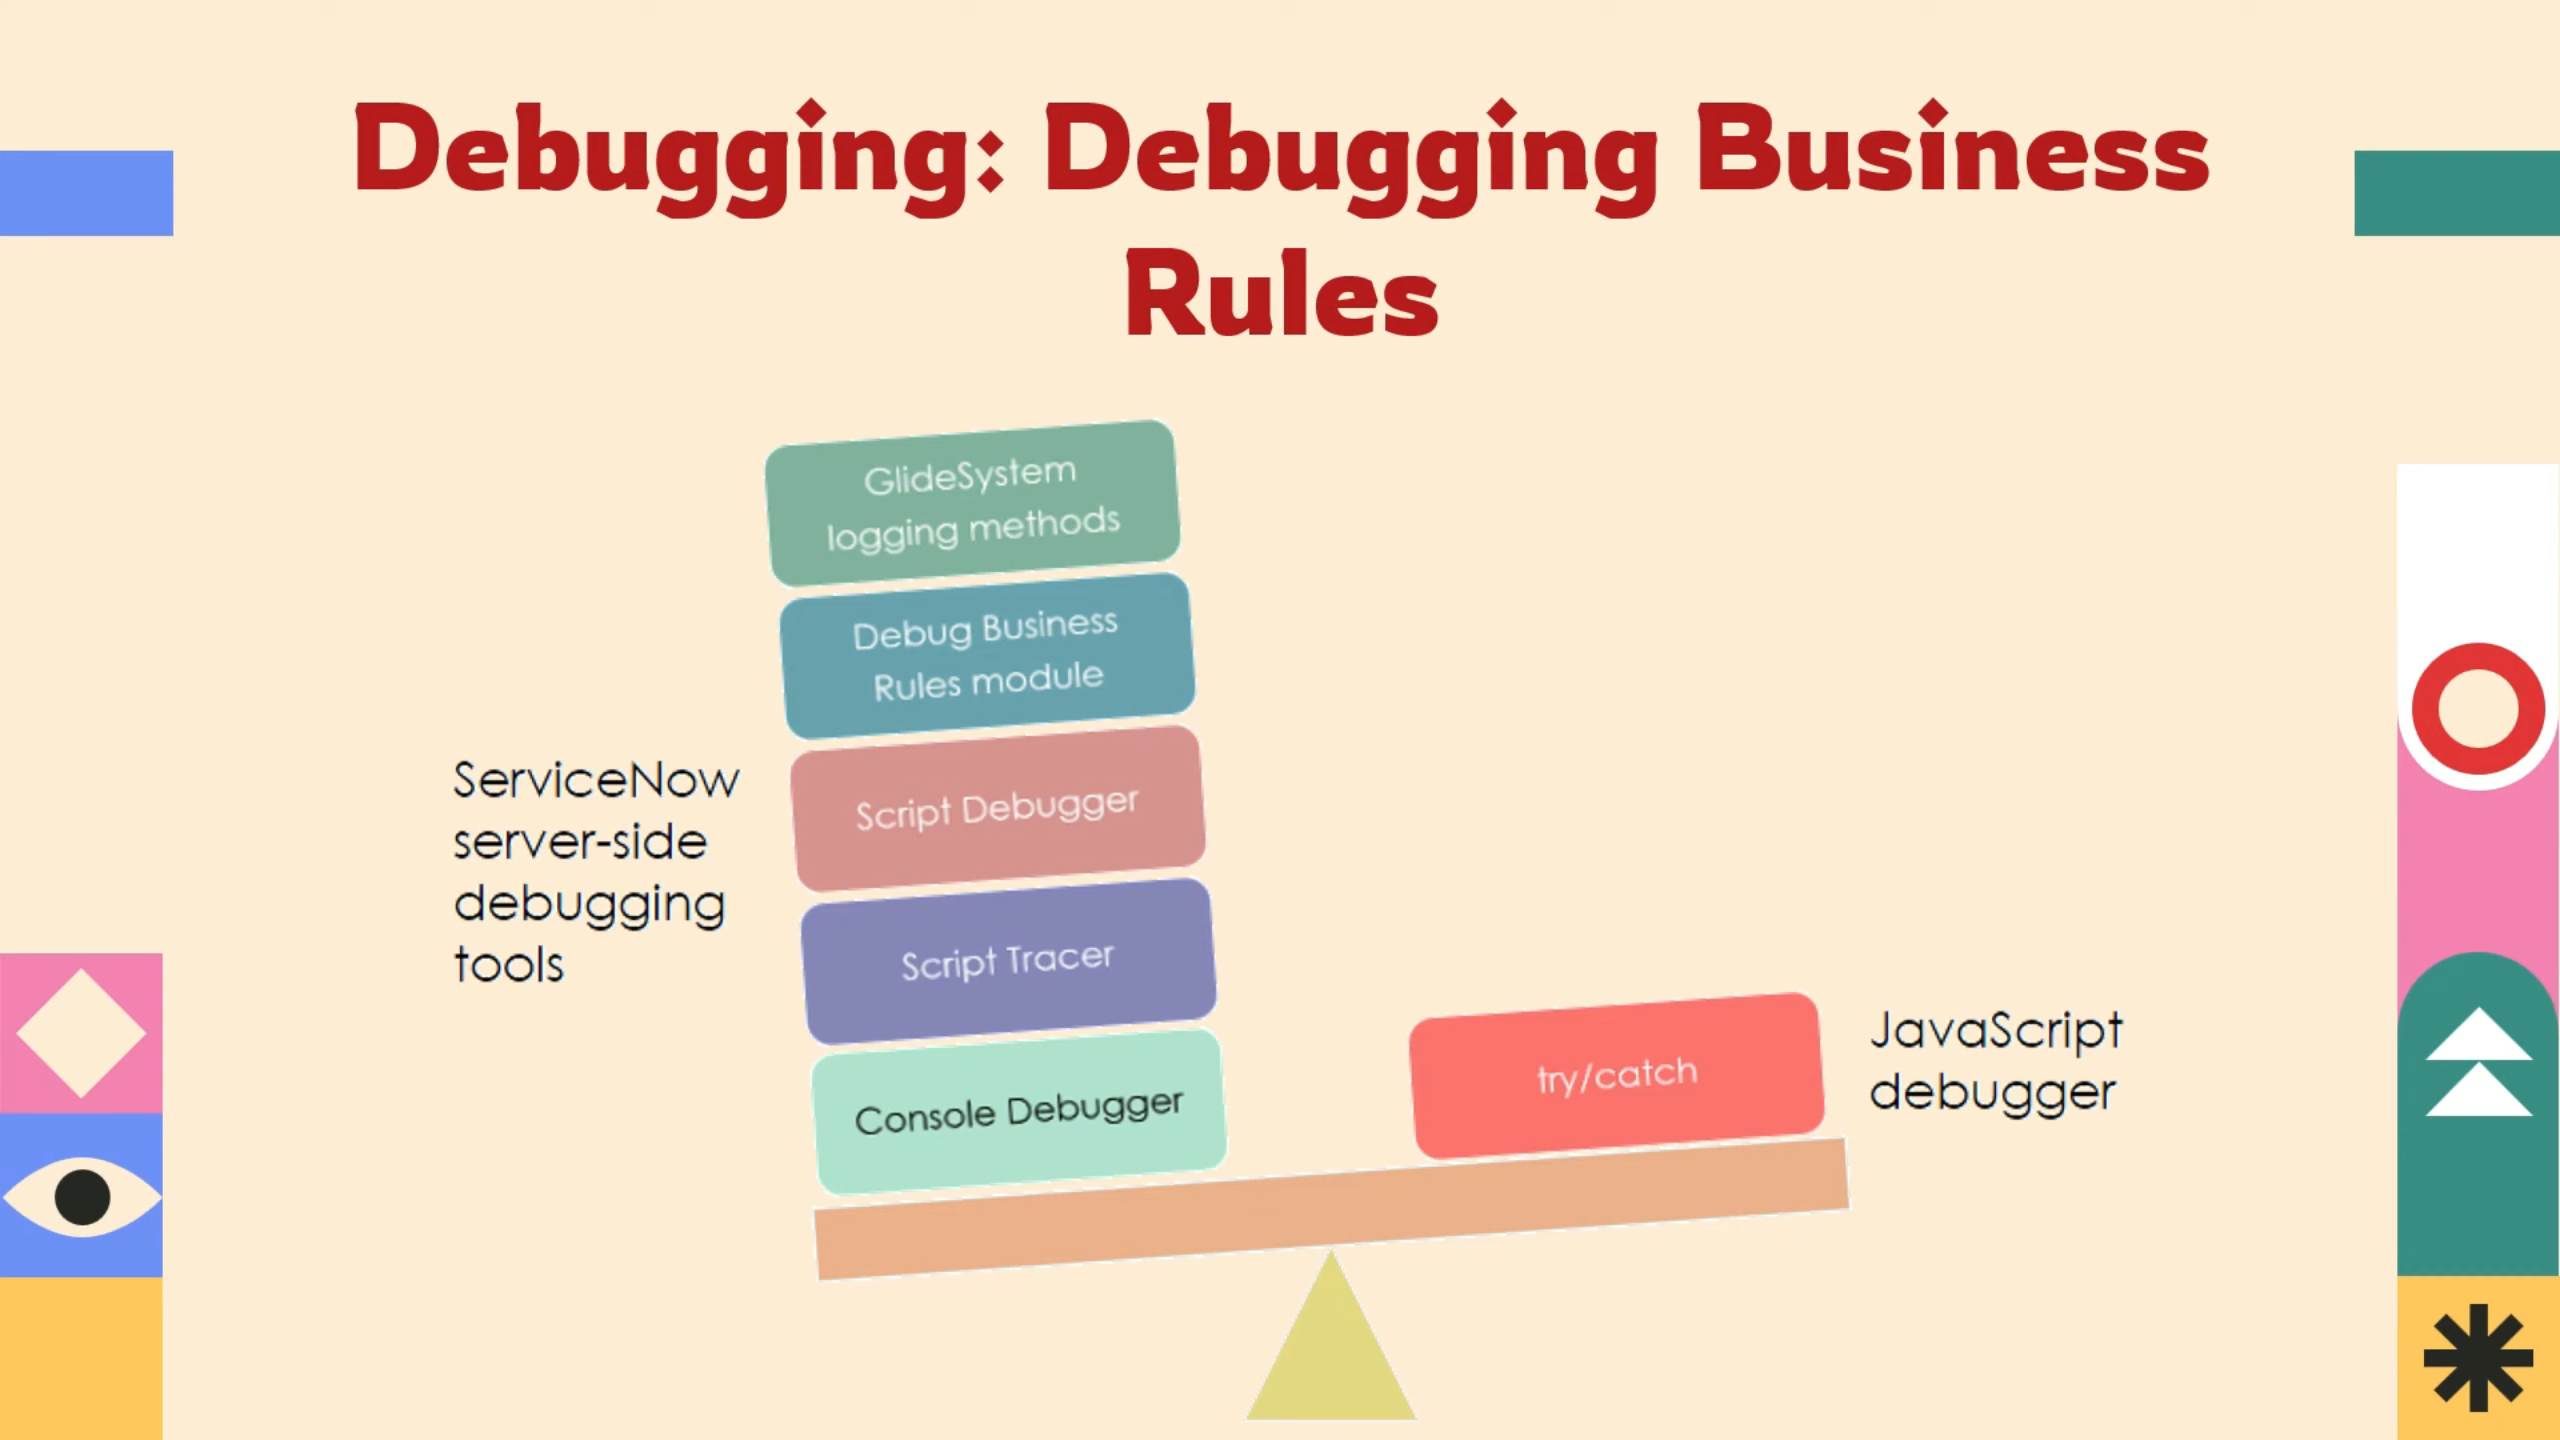 Debugging: Debugging Business
Rules
GlideSystem
logging methods
Debug Business
Rules module
Script Debugger
Script Tracer
Console Debugger
ServiceNow
server-side
debugging
tools
try/catch
JavaScript
debugger